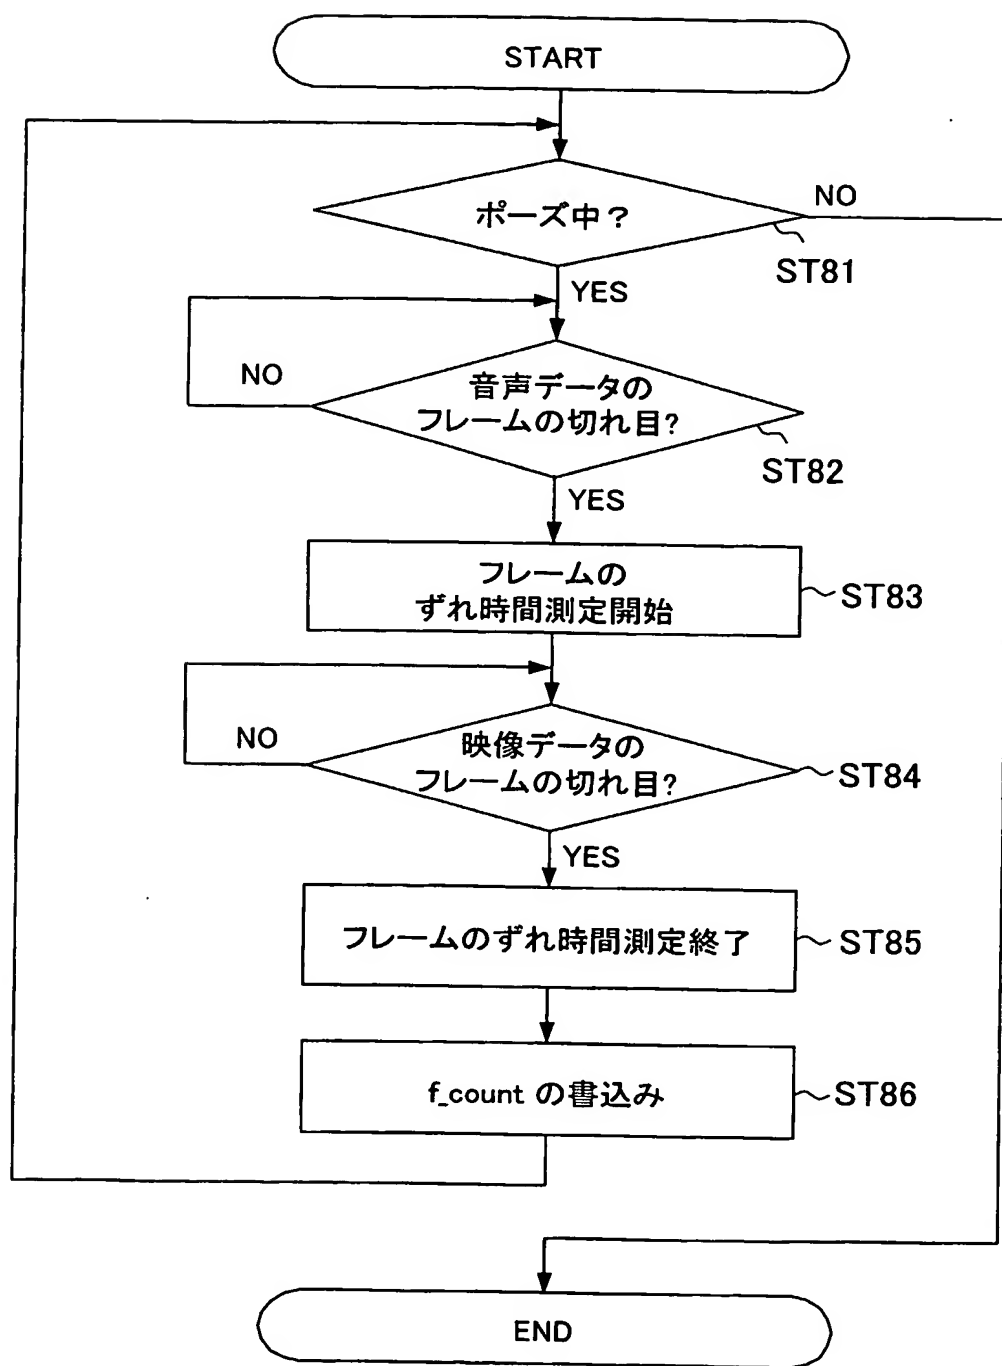 START
ポーズ中？
NO
ST81
YES
NO
音声データの
フレームの切れ目?
ST82
YES
フレームの
ずれ時間測定開始
ST83
NO
映像データの
フレームの切れ目?
ST84
YES
フレームのずれ時間測定終了
ST85
f_count の書込み
ST86
END